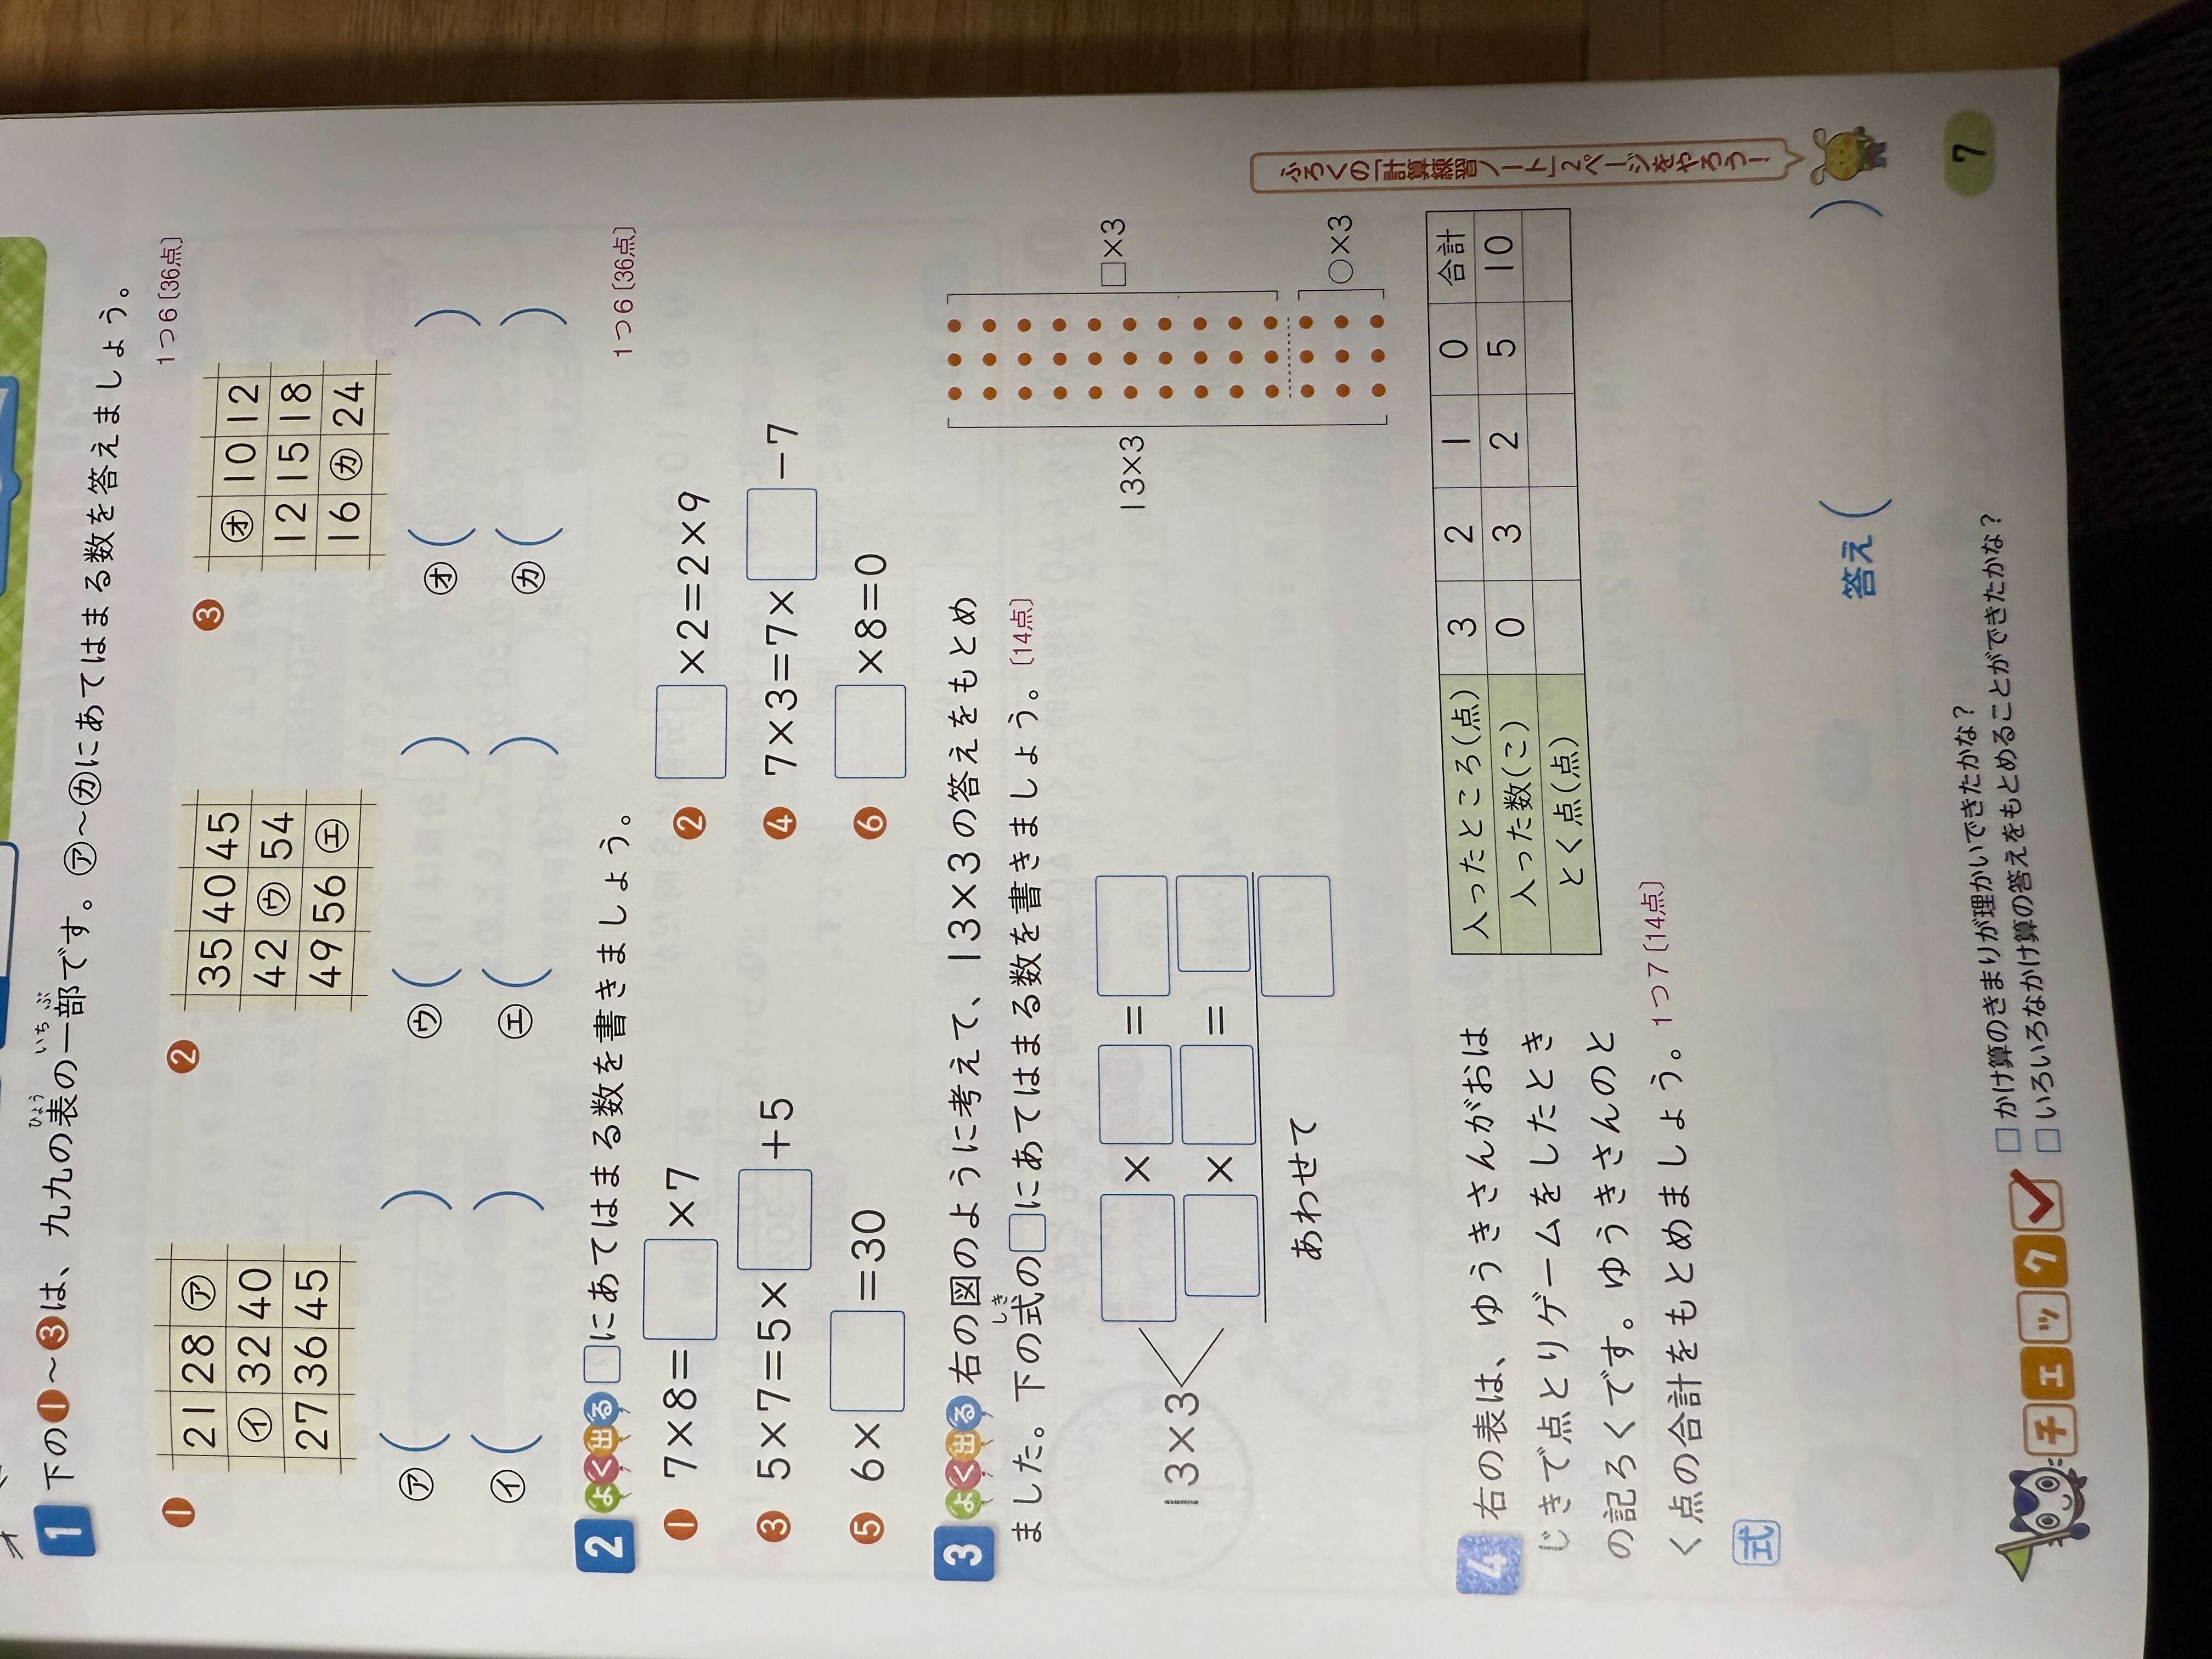 1 下の❶～❸は、九九の表の一部です。㋐～㋕にあてはまる数を答えましょう。
ひょう いちぶ
1つ6〔36点〕
❶
21 28 ㋐
㋑ 32 40
27 36 45
❷
35 40 45
42 ㋒ 54
49 56 ㋓
❸
㋔ 10 12
12 15 18
16 ㋕ 24
㋐( ) ㋒( ) ㋔( )
㋑( ) ㋓( ) ㋕( )
2 よく出る □にあてはまる数を書きましょう。
1つ6〔36点〕
❶ 7×8=□×7 ❷ □×2=2×9
❸ 5×7=5×□+5 ❹ 7×3=7×□-7
❺ 6×□=30 ❻ □×8=0
3 よく出る 右の図のように考えて、13×3の答えをもとめ
ました。下の式の□にあてはまる数を書きましょう。〔14点〕
しき
13×3
□×□=□
□×□=□
あわせて □
13×3
□×3
○×3
4 右の表は、ゆうきさんがおは
じきで点とりゲームをしたとき
の記ろくです。ゆうきさんのと
く点の合計をもとめましょう。 1つ7〔14点〕
入ったところ(点) 3 2 1 0 合計
入った数(こ) 0 3 2 5 10
とく点(点)
式
答え( )
ふろくの「計算練習ノート」2ページをやろう!
チェック✓
□かけ算のきまりが理かいできたかな?
□いろいろなかけ算の答えをもとめることができたかな?
7